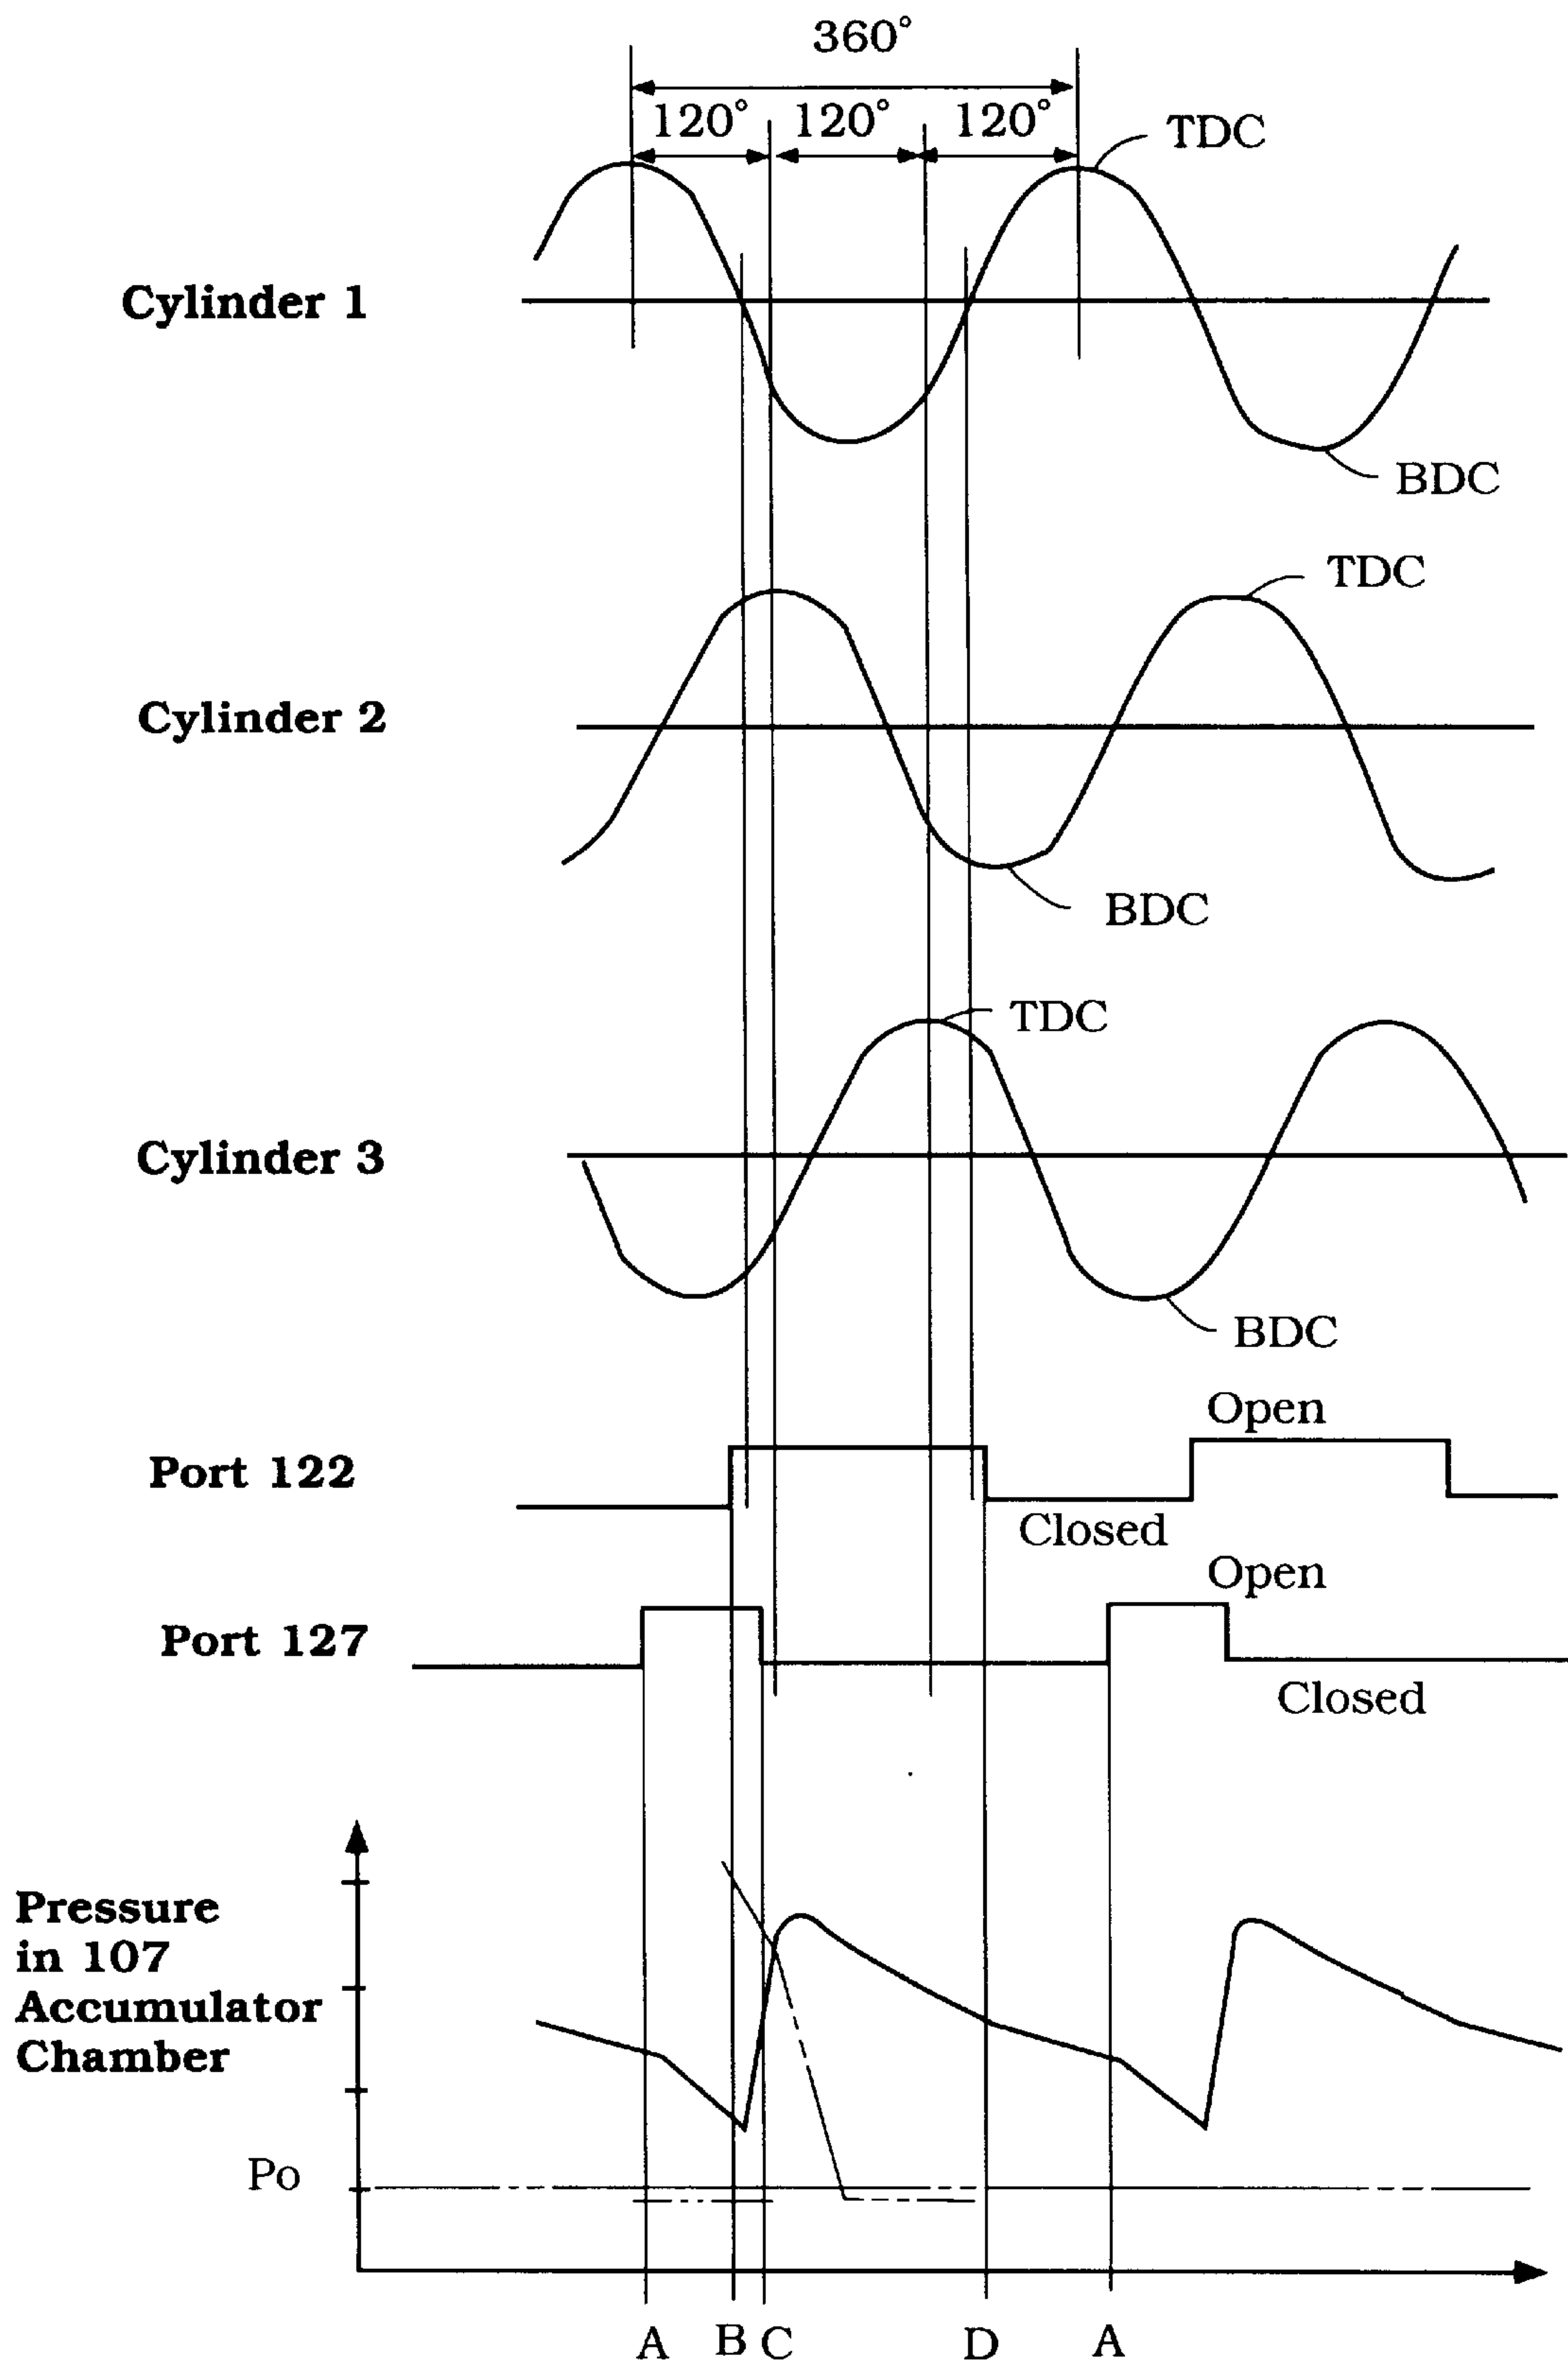 360°
120° 120° 120°
TDC
Cylinder 1
BDC
TDC
Cylinder 2
BDC
TDC
Cylinder 3
BDC
Open
Port 122
Closed
Open
Port 127
Closed
Pressure
in 107
Accumulator
Chamber
Po
A B C D A